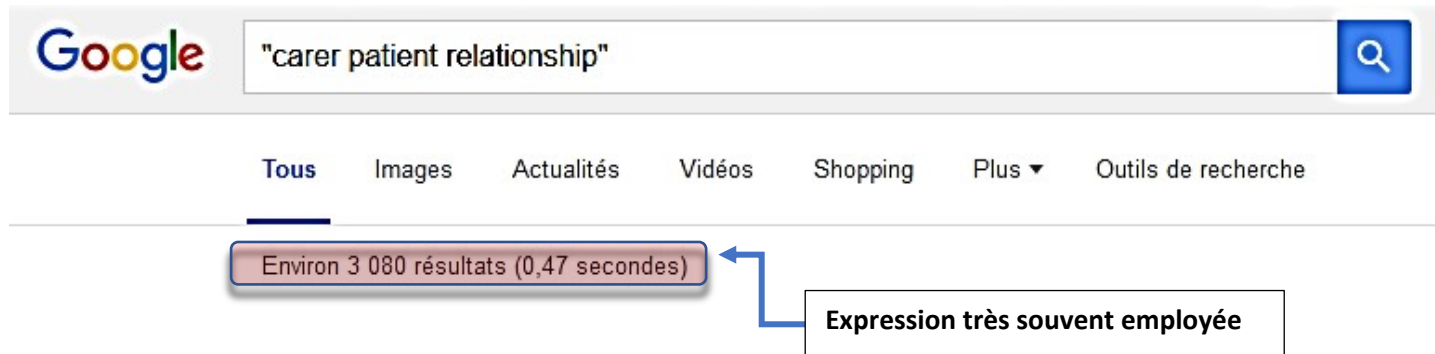 Google "carer patient relationship"
Tous Images Actualités Vidéos Shopping Plus ▾ Outils de recherche
Environ 3 080 résultats (0,47 secondes)
Expression très souvent employée